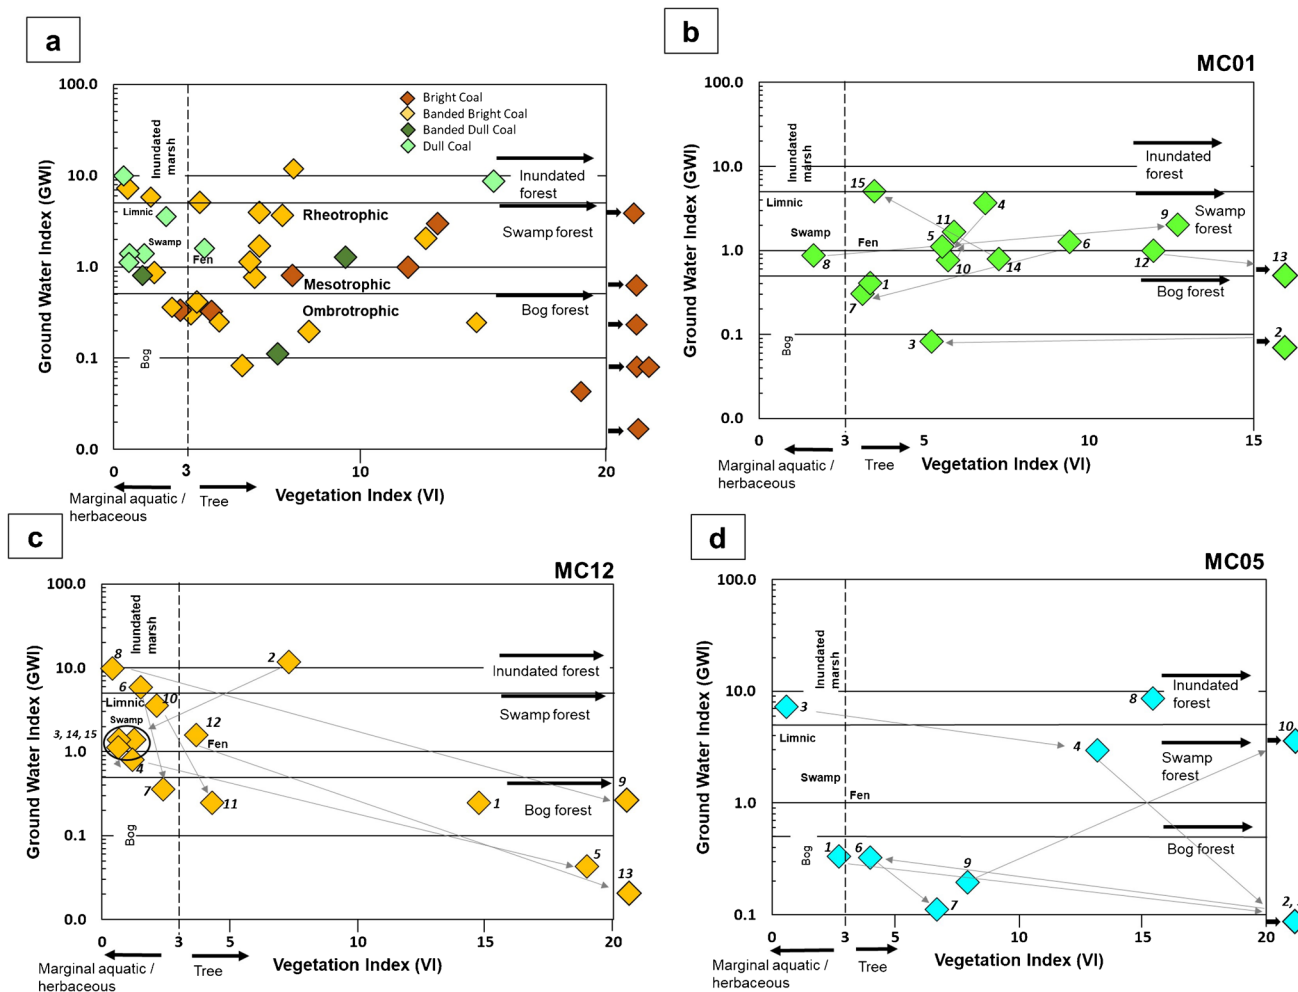 a
100.0
10.0
1.0
0.1
0.0
Ground Water Index (GWI)
Inundated
marsh
Limnic
Swamp
Fen
Bog
Bright Coal
Banded Bright Coal
Banded Dull Coal
Dull Coal
Inundated
forest
Rheotrophic
Swamp forest
Mesotrophic
Ombrotrophic
Bog forest
0
3
10
20
Marginal aquatic /
herbaceous
Tree
Vegetation Index (VI)
b
MC01
100.0
10.0
1.0
0.1
0.0
Ground Water Index (GWI)
Inundated
marsh
Inundated
forest
15
Limnic
4
11
9
Swamp
forest
Swamp
Fen
5
6
8
10
14
12
13
1
7
Bog forest
Bog
3
2
0
3
5
10
15
Marginal aquatic /
herbaceous
Tree
Vegetation Index (VI)
c
MC12
100.0
10.0
1.0
0.1
0.0
Ground Water Index (GWI)
Inundated
marsh
8
2
Inundated forest
6
Limnic
10
Swamp forest
Swamp
12
3, 14, 15
Fen
4
7
11
1
9
Bog forest
Bog
5
13
0
3
5
15
20
Marginal aquatic /
herbaceous
Tree
Vegetation Index (VI)
d
MC05
100.0
10.0
1.0
0.1
Ground Water Index (GWI)
Inundated
marsh
Inundated
forest
3
8
Limnic
4
10,
Swamp
forest
Swamp
Fen
Bog forest
Bog
1
6
9
7
2,
0
3
5
10
15
20
Marginal aquatic /
herbaceous
Tree
Vegetation Index (VI)